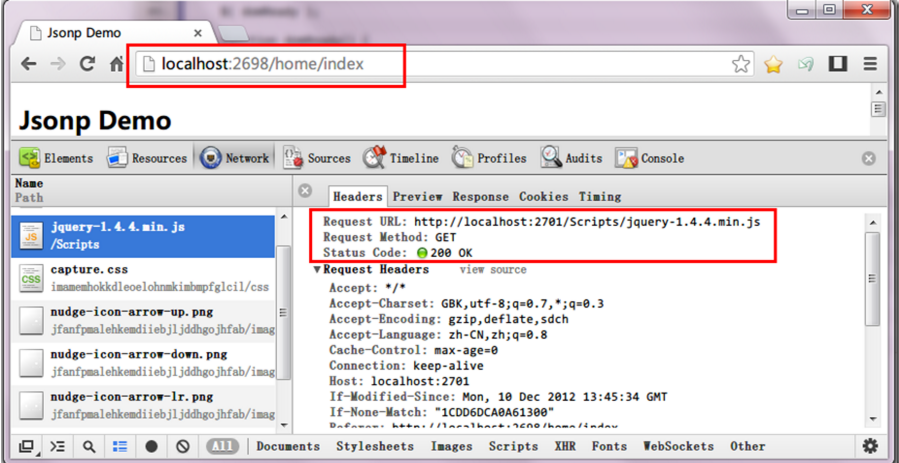 Jsonp Demo
localhost:2698/home/index
Jsonp Demo
Elements Resources Network Sources Timeline Profiles Audits Console
Name
Path
Headers Preview Response Cookies Timing
jquery-1.4.4.min.js
/Scripts
capture.css
imamemhokkdleoelohnmkimbmpfglcil/css
nudge-icon-arrow-up.png
jfanfpmalehkemdiiebjljddhgojhfab/imag
nudge-icon-arrow-down.png
jfanfpmalehkemdiiebjljddhgojhfab/imag
nudge-icon-arrow-lr.png
jfanfpmalehkemdiiebjljddhgojhfab/imag
Request URL: http://localhost:2701/Scripts/jquery-1.4.4.min.js
Request Method: GET
Status Code: 200 OK
Request Headers view source
Accept: */*
Accept-Charset: GBK,utf-8;q=0.7,*;q=0.3
Accept-Encoding: gzip,deflate,sdch
Accept-Language: zh-CN,zh;q=0.8
Cache-Control: max-age=0
Connection: keep-alive
Host: localhost:2701
If-Modified-Since: Mon, 10 Dec 2012 13:45:34 GMT
If-None-Match: "1CDD6DCA0A61300"
Referer: http://localhost:2698/home/index
All Documents Stylesheets Images Scripts XHR Fonts WebSockets Other